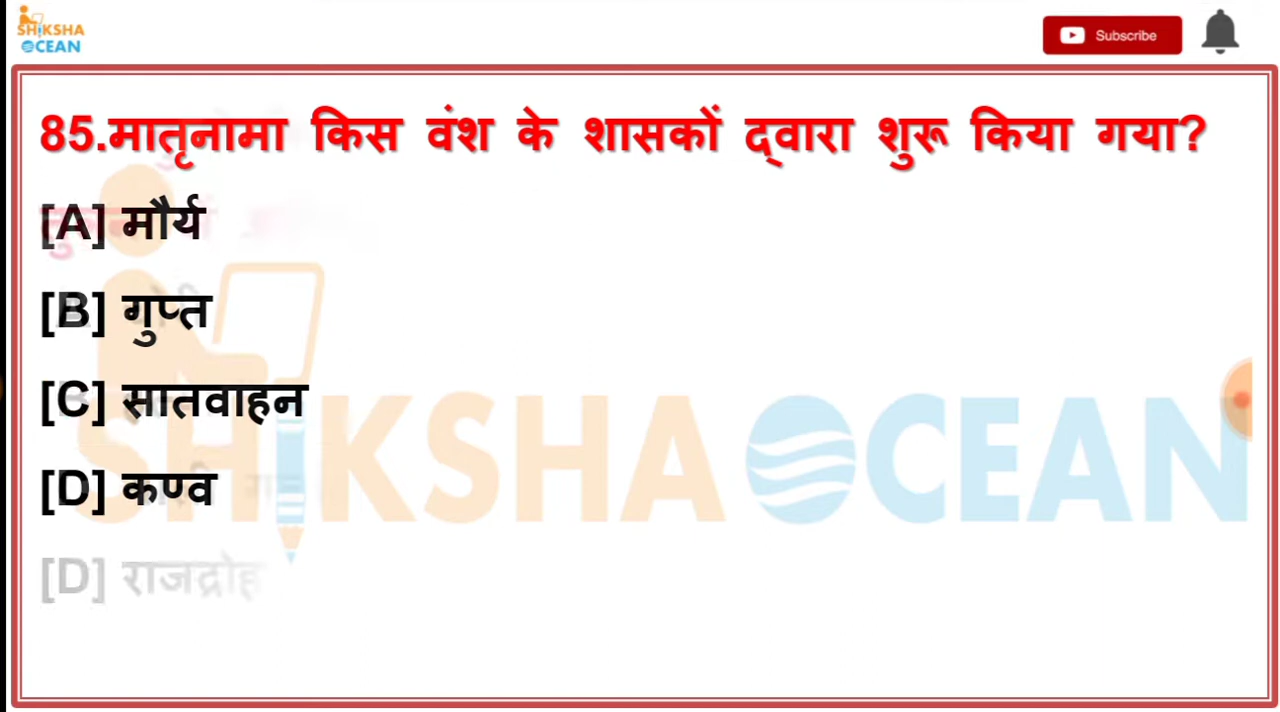 SHiKSHA
OCEAN
Subscribe
85.मातृनामा किस वंश के शासकों द्वारा शुरू किया गया?
[A] मौर्य
[B] गुप्त
[C] सातवाहन
[D] कण्व
[D] राजद्रोह
SHiKSHA OCEAN